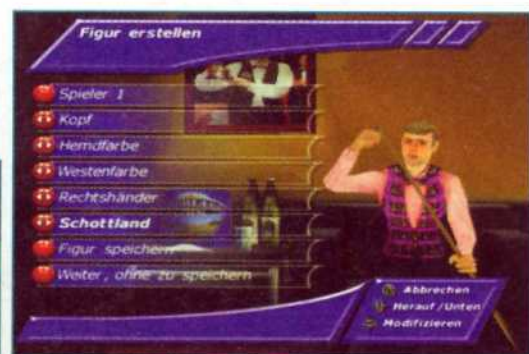 Figur erstellen
Spieler 1
Kopf
Hemdfarbe
Westenfarbe
Rechtshänder
Schottland
Figur speichern
Weiter, ohne zu speichern
Abbrechen
Herauf/Unten
Modifizieren